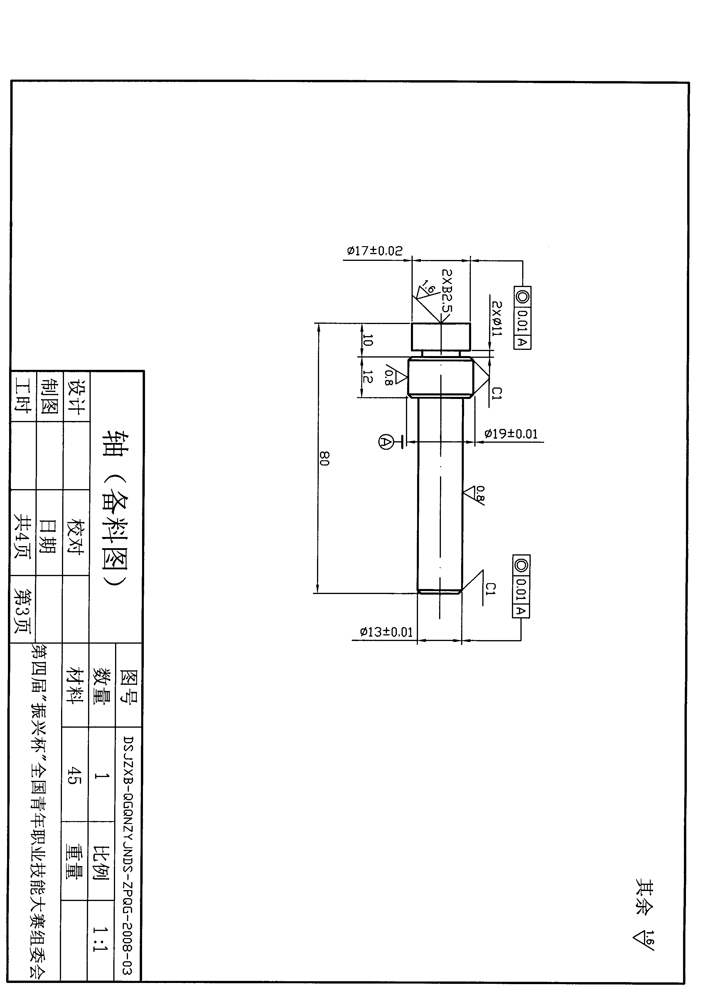 其余 1.6
◎ 0.01 A
◎ 0.01 A
2Xø11
C1
C1
ø19±0.01
0.8
2XB2.5
1.6
ø17±0.02
ø13±0.01
0.8
A
10
12
80
轴（备料图）
图号 DSJZXB-QGQNZYJNDS-ZPQG-2008-03
数量 1 比例 1:1
设计 校对 材料 45 重量
制图 日期
工时 共4页 第3页
第四届“振兴杯”全国青年职业技能大赛组委会